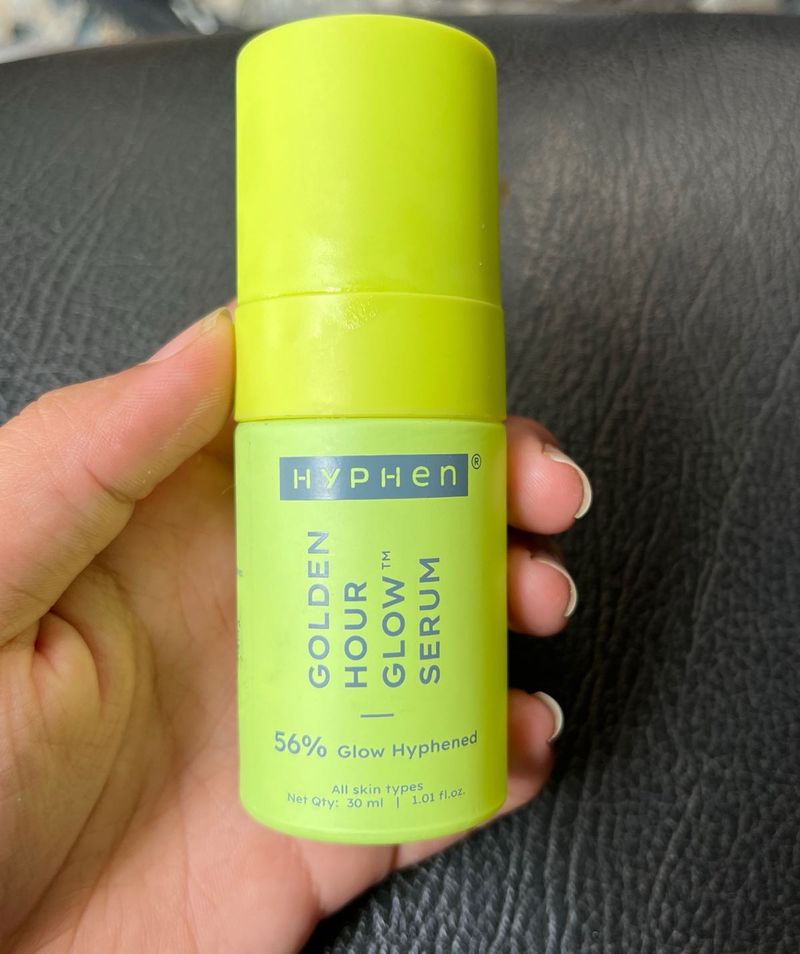 HYPHen®
GOLDEN
HOUR
GLOW™
SERUM
56% Glow Hyphened
All skin types
Net Qty: 30 ml | 1.01 fl.oz.